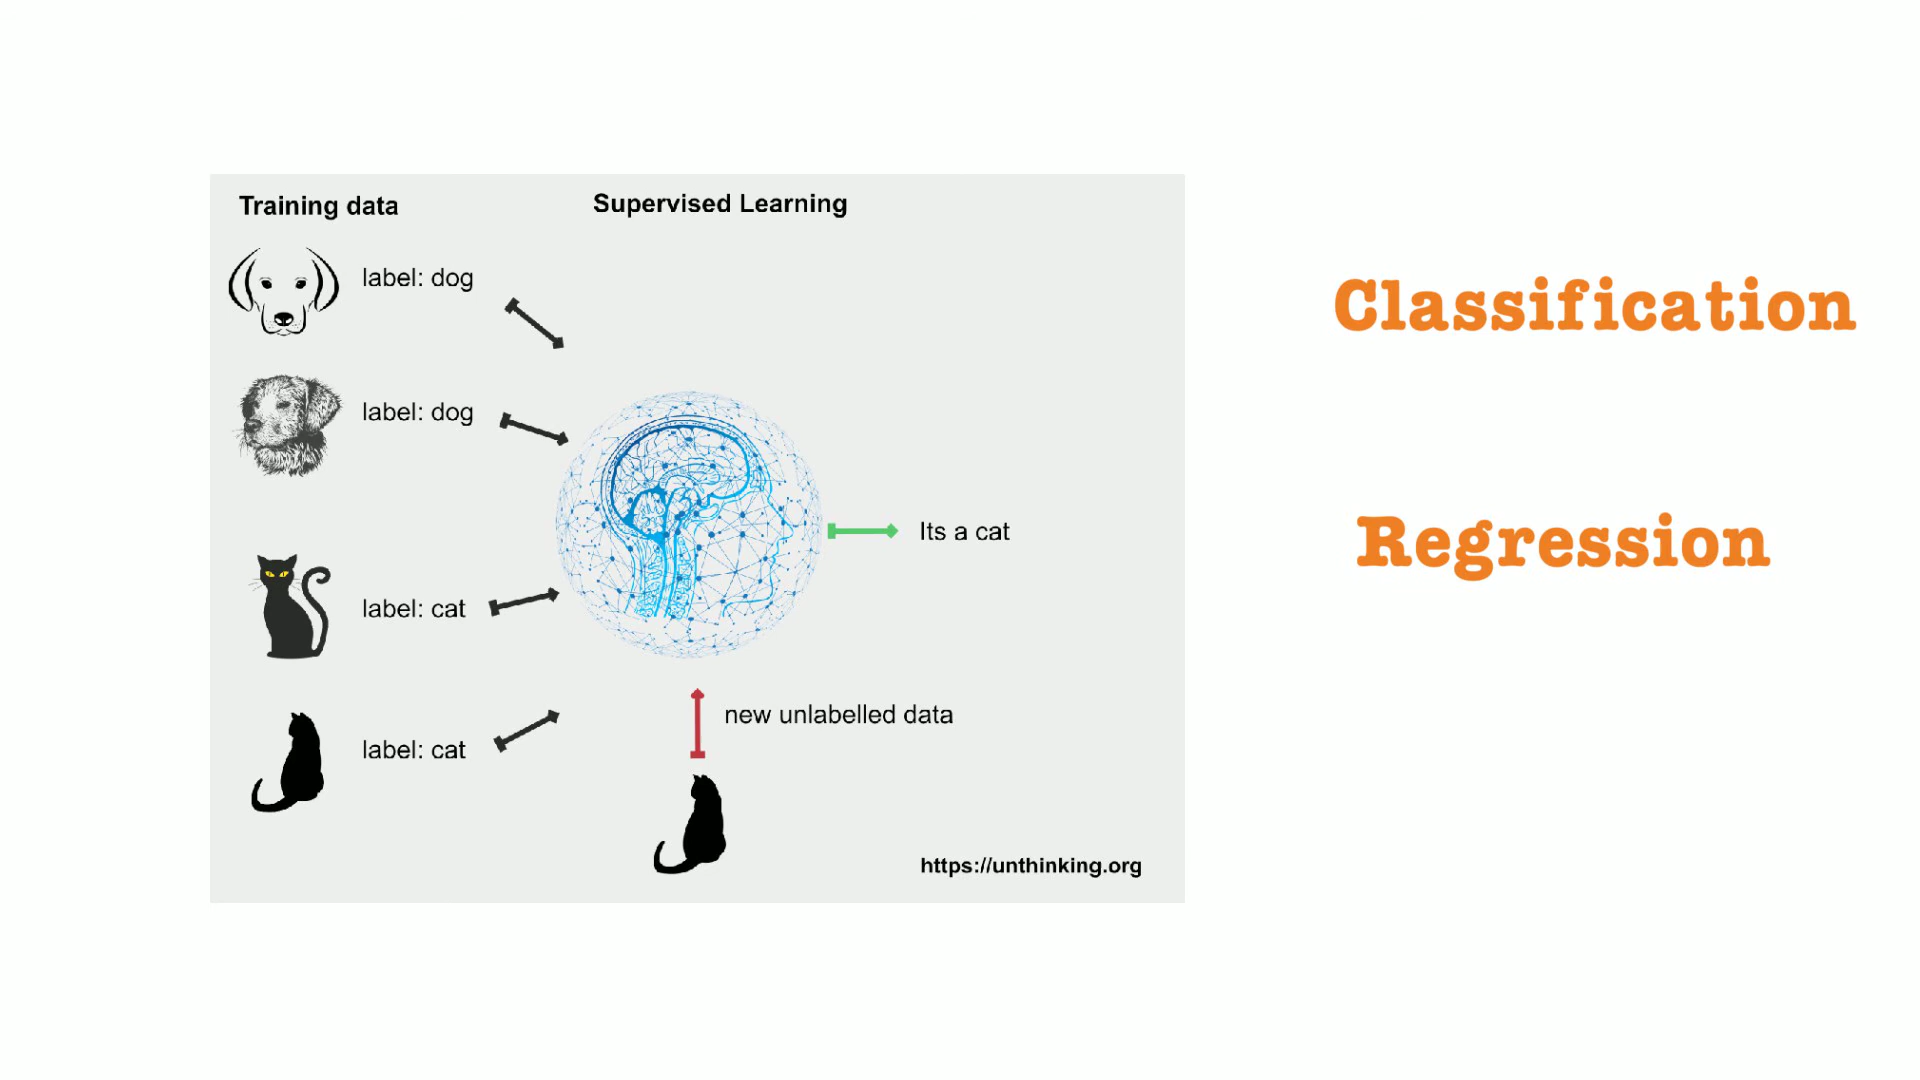 Training data
Supervised Learning
label: dog
label: dog
label: cat
label: cat
Its a cat
new unlabelled data
https://unthinking.org
Classification
Regression